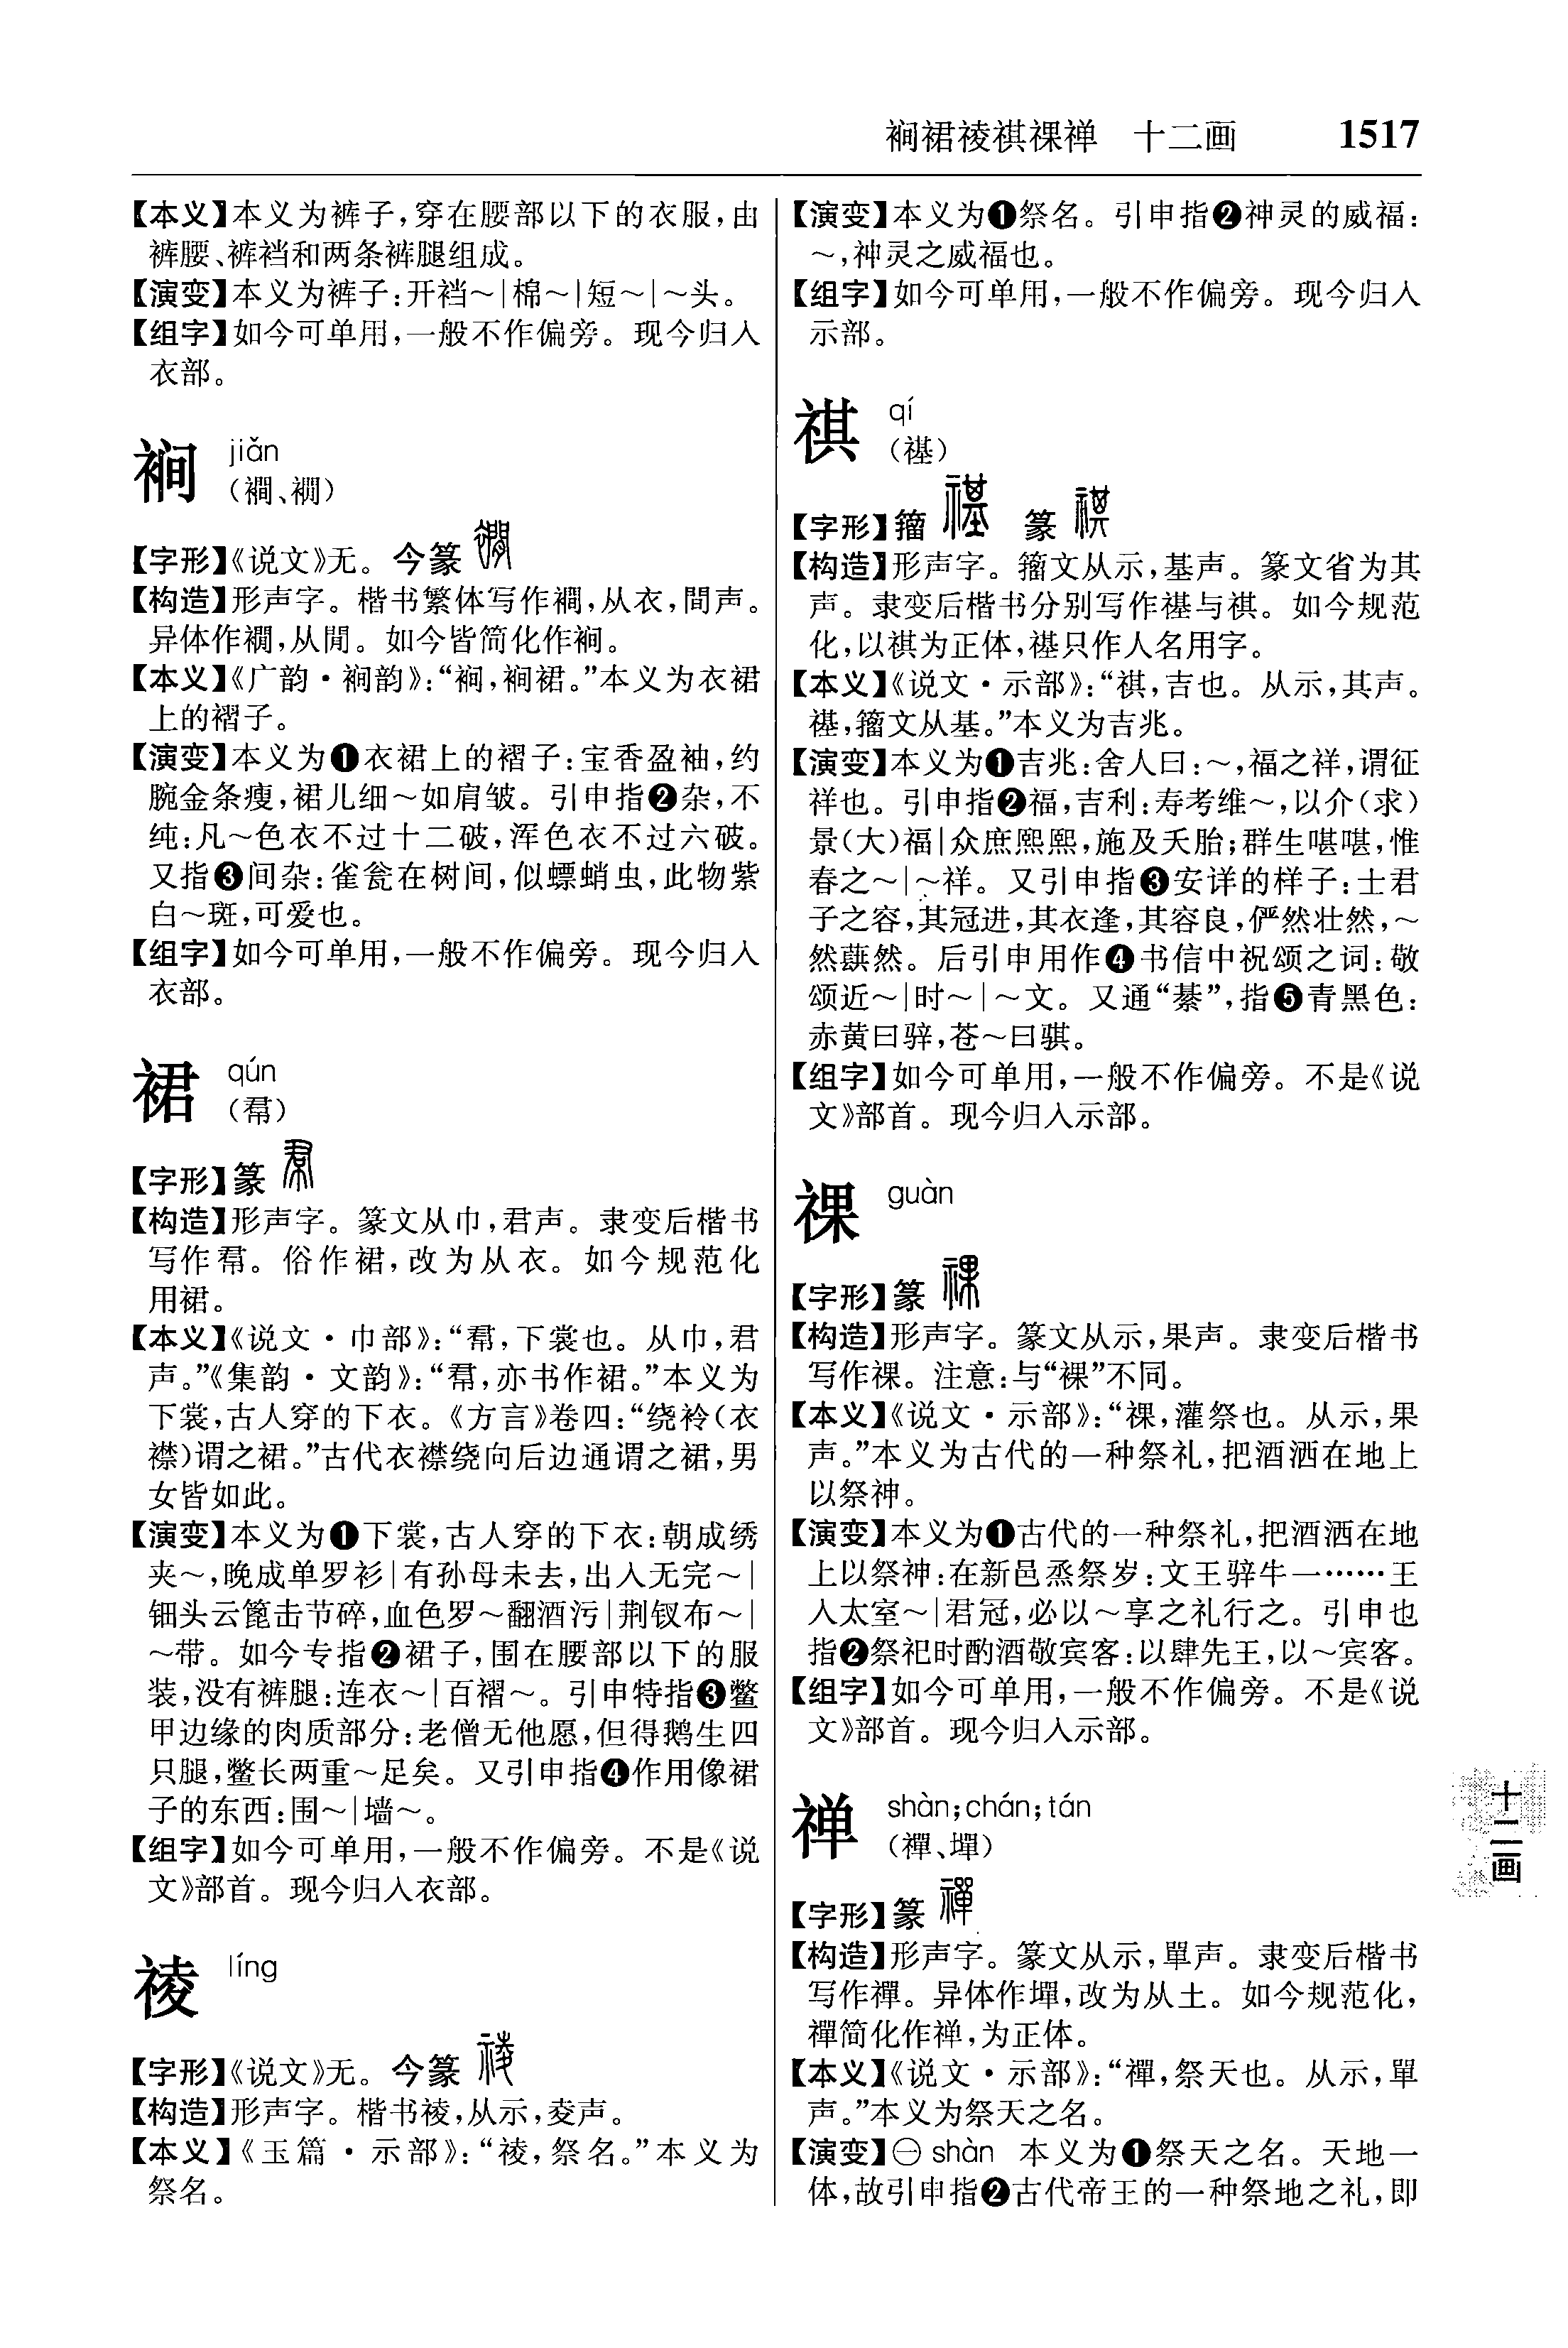 裥裙祾祺祼禅 十二画 1517
【本义】本义为裤子,穿在腰部以下的衣服,由
裤腰、裤裆和两条裤腿组成。
【演变】本义为裤子:开裆～|棉～|短～|～头。
【组字】如今可单用,一般不作偏旁。现今归入
衣部。
裥 jiǎn
(襉、襇)
【字形】《说文》无。今篆
【构造】形声字。楷书繁体写作襉,从衣,間声。
异体作襇,从閒。如今皆简化作裥。
【本义】《广韵·裥韵》:“裥,裥裙。”本义为衣裙
上的褶子。
【演变】本义为❶衣裙上的褶子:宝香盈袖,约
腕金条瘦,裙儿细～如肩皱。引申指❷杂,不
纯:凡～色衣不过十二破,浑色衣不过六破。
又指❸间杂:雀瓮在树间,似螵蛸虫,此物紫
白～斑,可爱也。
【组字】如今可单用,一般不作偏旁。现今归入
衣部。
裙 qún
(帬)
【字形】篆
【构造】形声字。篆文从巾,君声。隶变后楷书
写作帬。俗作裙,改为从衣。如今规范化
用裙。
【本义】《说文·巾部》:“帬,下裳也。从巾,君
声。”《集韵·文韵》:“帬,亦书作裙。”本义为
下裳,古人穿的下衣。《方言》卷四:“绕衿(衣
襟)谓之裙。”古代衣襟绕向后边通谓之裙,男
女皆如此。
【演变】本义为❶下裳,古人穿的下衣:朝成绣
夹～,晚成单罗衫|有孙母未去,出入无完～|
钿头云篦击节碎,血色罗～翻酒污|荆钗布～|
～带。如今专指❷裙子,围在腰部以下的服
装,没有裤腿:连衣～|百褶～。引申特指❸鳖
甲边缘的肉质部分:老僧无他愿,但得鹅生四
只腿,鳖长两重～足矣。又引申指❹作用像裙
子的东西:围～|墙～。
【组字】如今可单用,一般不作偏旁。不是《说
文》部首。现今归入衣部。
祾 líng
【字形】《说文》无。今篆
【构造】形声字。楷书祾,从示,夌声。
【本义】《玉篇·示部》:“祾,祭名。”本义为
祭名。
【演变】本义为❶祭名。引申指❷神灵的威福:
～,神灵之威福也。
【组字】如今可单用,一般不作偏旁。现今归入
示部。
祺 qí
(禥)
【字形】籀 篆
【构造】形声字。籀文从示,基声。篆文省为其
声。隶变后楷书分别写作禥与祺。如今规范
化,以祺为正体,禥只作人名用字。
【本义】《说文·示部》:“祺,吉也。从示,其声。
禥,籀文从基。”本义为吉兆。
【演变】本义为❶吉兆:舍人曰:～,福之祥,谓征
祥也。引申指❷福,吉利:寿考维～,以介(求)
景(大)福|众庶熙熙,施及夭胎;群生啿啿,惟
春之～|～祥。又引申指❸安详的样子:士君
子之容,其冠进,其衣逢,其容良,俨然壮然,～
然蕻然。后引申用作❹书信中祝颂之词:敬
颂近～|时～|～文。又通“綦”,指❺青黑色:
赤黄曰骍,苍～曰骐。
【组字】如今可单用,一般不作偏旁。不是《说
文》部首。现今归入示部。
祼 guàn
【字形】篆
【构造】形声字。篆文从示,果声。隶变后楷书
写作祼。注意:与“裸”不同。
【本义】《说文·示部》:“祼,灌祭也。从示,果
声。”本义为古代的一种祭礼,把酒洒在地上
以祭神。
【演变】本义为❶古代的一种祭礼,把酒洒在地
上以祭神:在新邑烝祭岁:文王骍牛一……王
入太室～|君冠,必以～享之礼行之。引申也
指❷祭祀时酌酒敬宾客:以肆先王,以～宾客。
【组字】如今可单用,一般不作偏旁。不是《说
文》部首。现今归入示部。
禅 shàn;chán;tán
(禪、墠)
【字形】篆
【构造】形声字。篆文从示,單声。隶变后楷书
写作禪。异体作墠,改为从土。如今规范化,
禪简化作禅,为正体。
【本义】《说文·示部》:“禪,祭天也。从示,單
声。”本义为祭天之名。
【演变】㊀ shàn 本义为❶祭天之名。天地一
体,故引申指❷古代帝王的一种祭地之礼,即
十二画